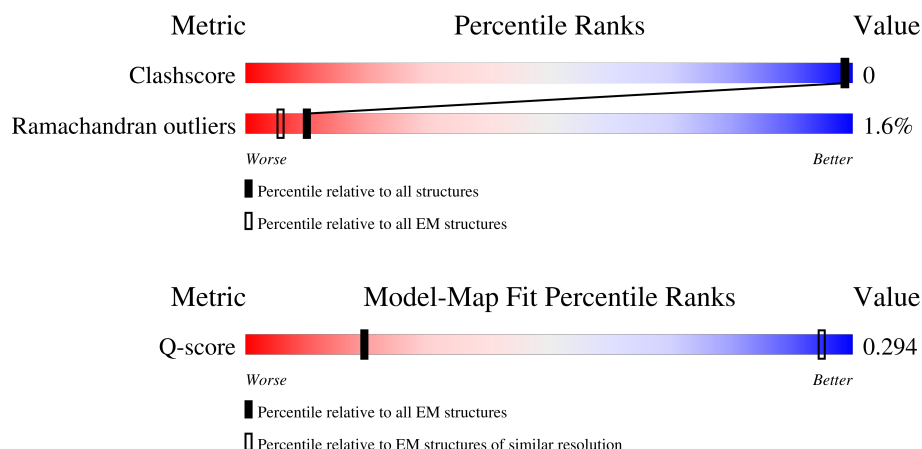 Metric Percentile Ranks Value
Clashscore 0
Ramachandran outliers 1.6%
Worse Better
Percentile relative to all structures
Percentile relative to all EM structures
Metric Model-Map Fit Percentile Ranks Value
Q-score 0.294
Worse Better
Percentile relative to all EM structures
Percentile relative to EM structures of similar resolution